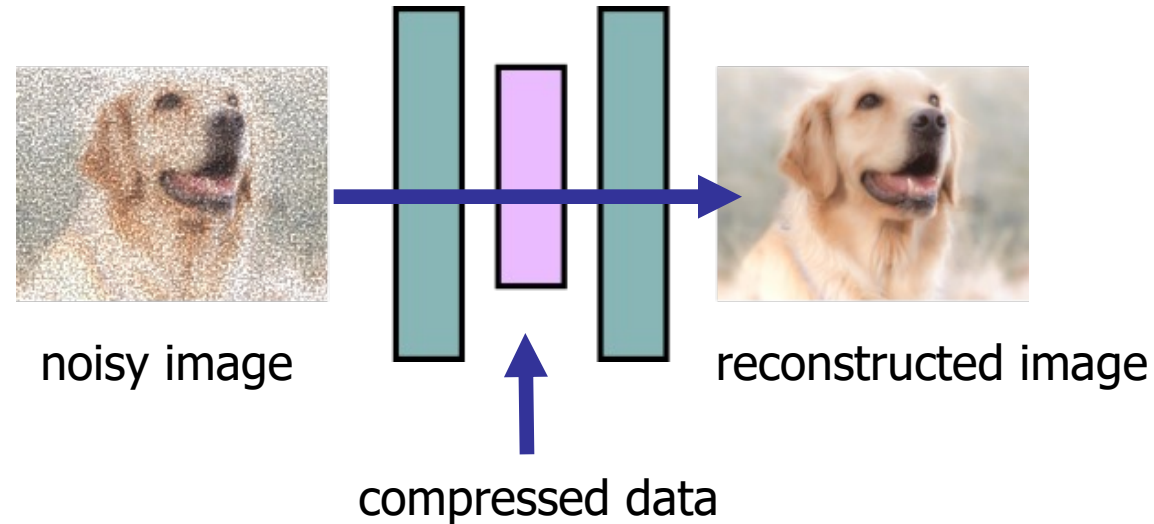 noisy image
reconstructed image
compressed data